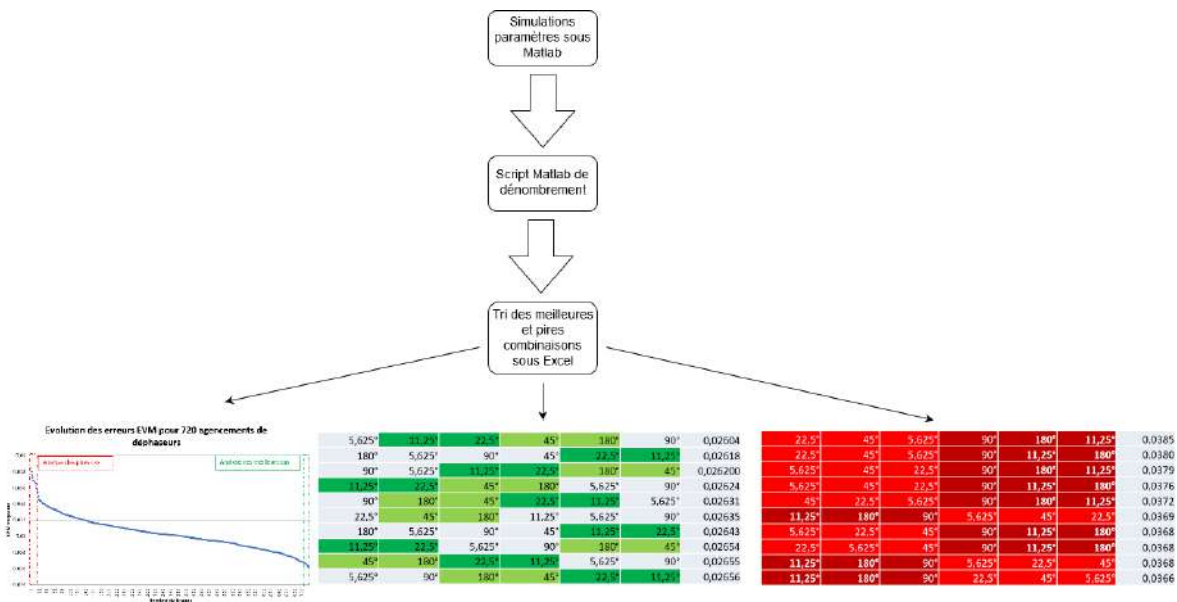 Simulations
paramètres sous
Matlab
Script Matlab de
dénombrement
Tri des meilleures
et pires
combinaisons
sous Excel
Evolution des erreurs EVM pour 720 agencements de
déphaseurs
5,625° 11,25° 22,5° 45° 180° 90° 0,02604
180° 5,625° 90° 45° 22,5° 11,25° 0,02618
90° 5,625° 11,25° 22,5° 180° 45° 0,026200
11,25° 22,5° 45° 180° 5,625° 90° 0,02624
90° 180° 45° 22,5° 11,25° 5,625° 0,02631
22,5° 45° 180° 11,25° 5,625° 90° 0,02635
180° 5,625° 90° 45° 11,25° 22,5° 0,02643
11,25° 22,5° 5,625° 90° 180° 45° 0,02654
45° 180° 22,5° 11,25° 5,625° 90° 0,02655
5,625° 90° 180° 45° 22,5° 11,25° 0,02656
22,5° 45° 5,625° 90° 180° 11,25° 0,0385
22,5° 45° 5,625° 90° 11,25° 180° 0,0380
5,625° 45° 22,5° 90° 180° 11,25° 0,0379
5,625° 45° 22,5° 90° 11,25° 180° 0,0376
45° 22,5° 5,625° 90° 180° 11,25° 0,0372
11,25° 180° 90° 5,625° 45° 22,5° 0,0369
5,625° 22,5° 45° 90° 11,25° 180° 0,0368
22,5° 5,625° 45° 90° 11,25° 180° 0,0368
11,25° 180° 90° 5,625° 22,5° 45° 0,0368
11,25° 180° 90° 22,5° 45° 5,625° 0,0366